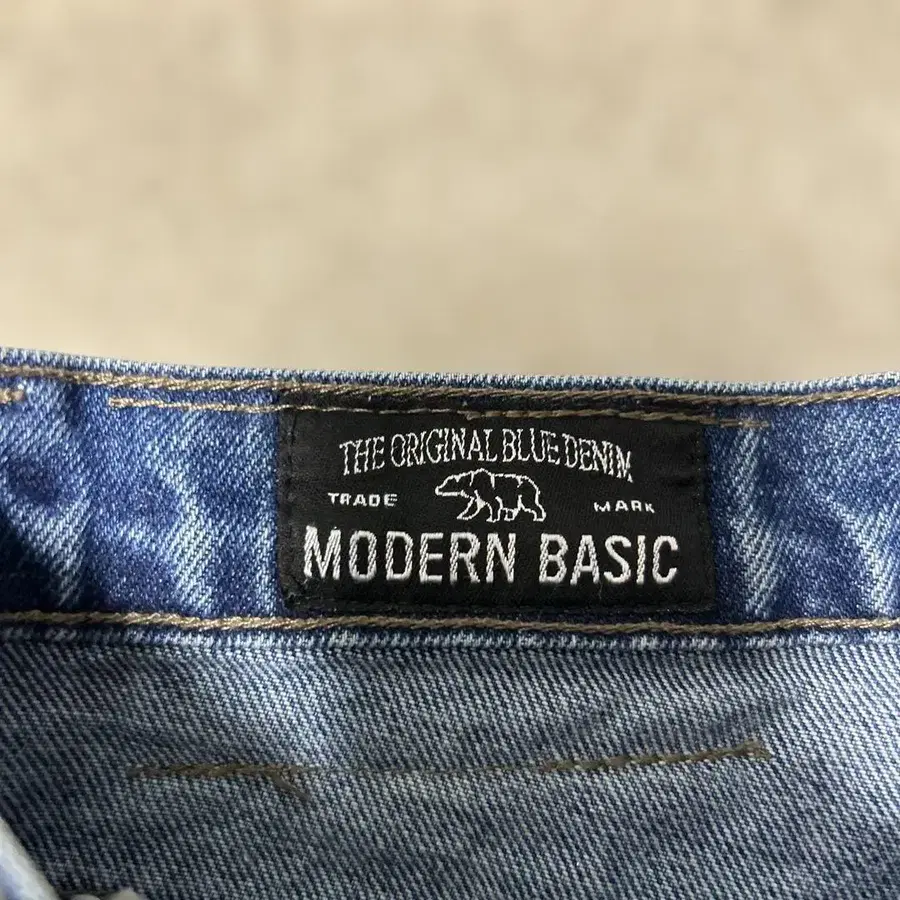 THE ORIGINAL BLUE DENIM
TRADE MARK
MODERN BASIC